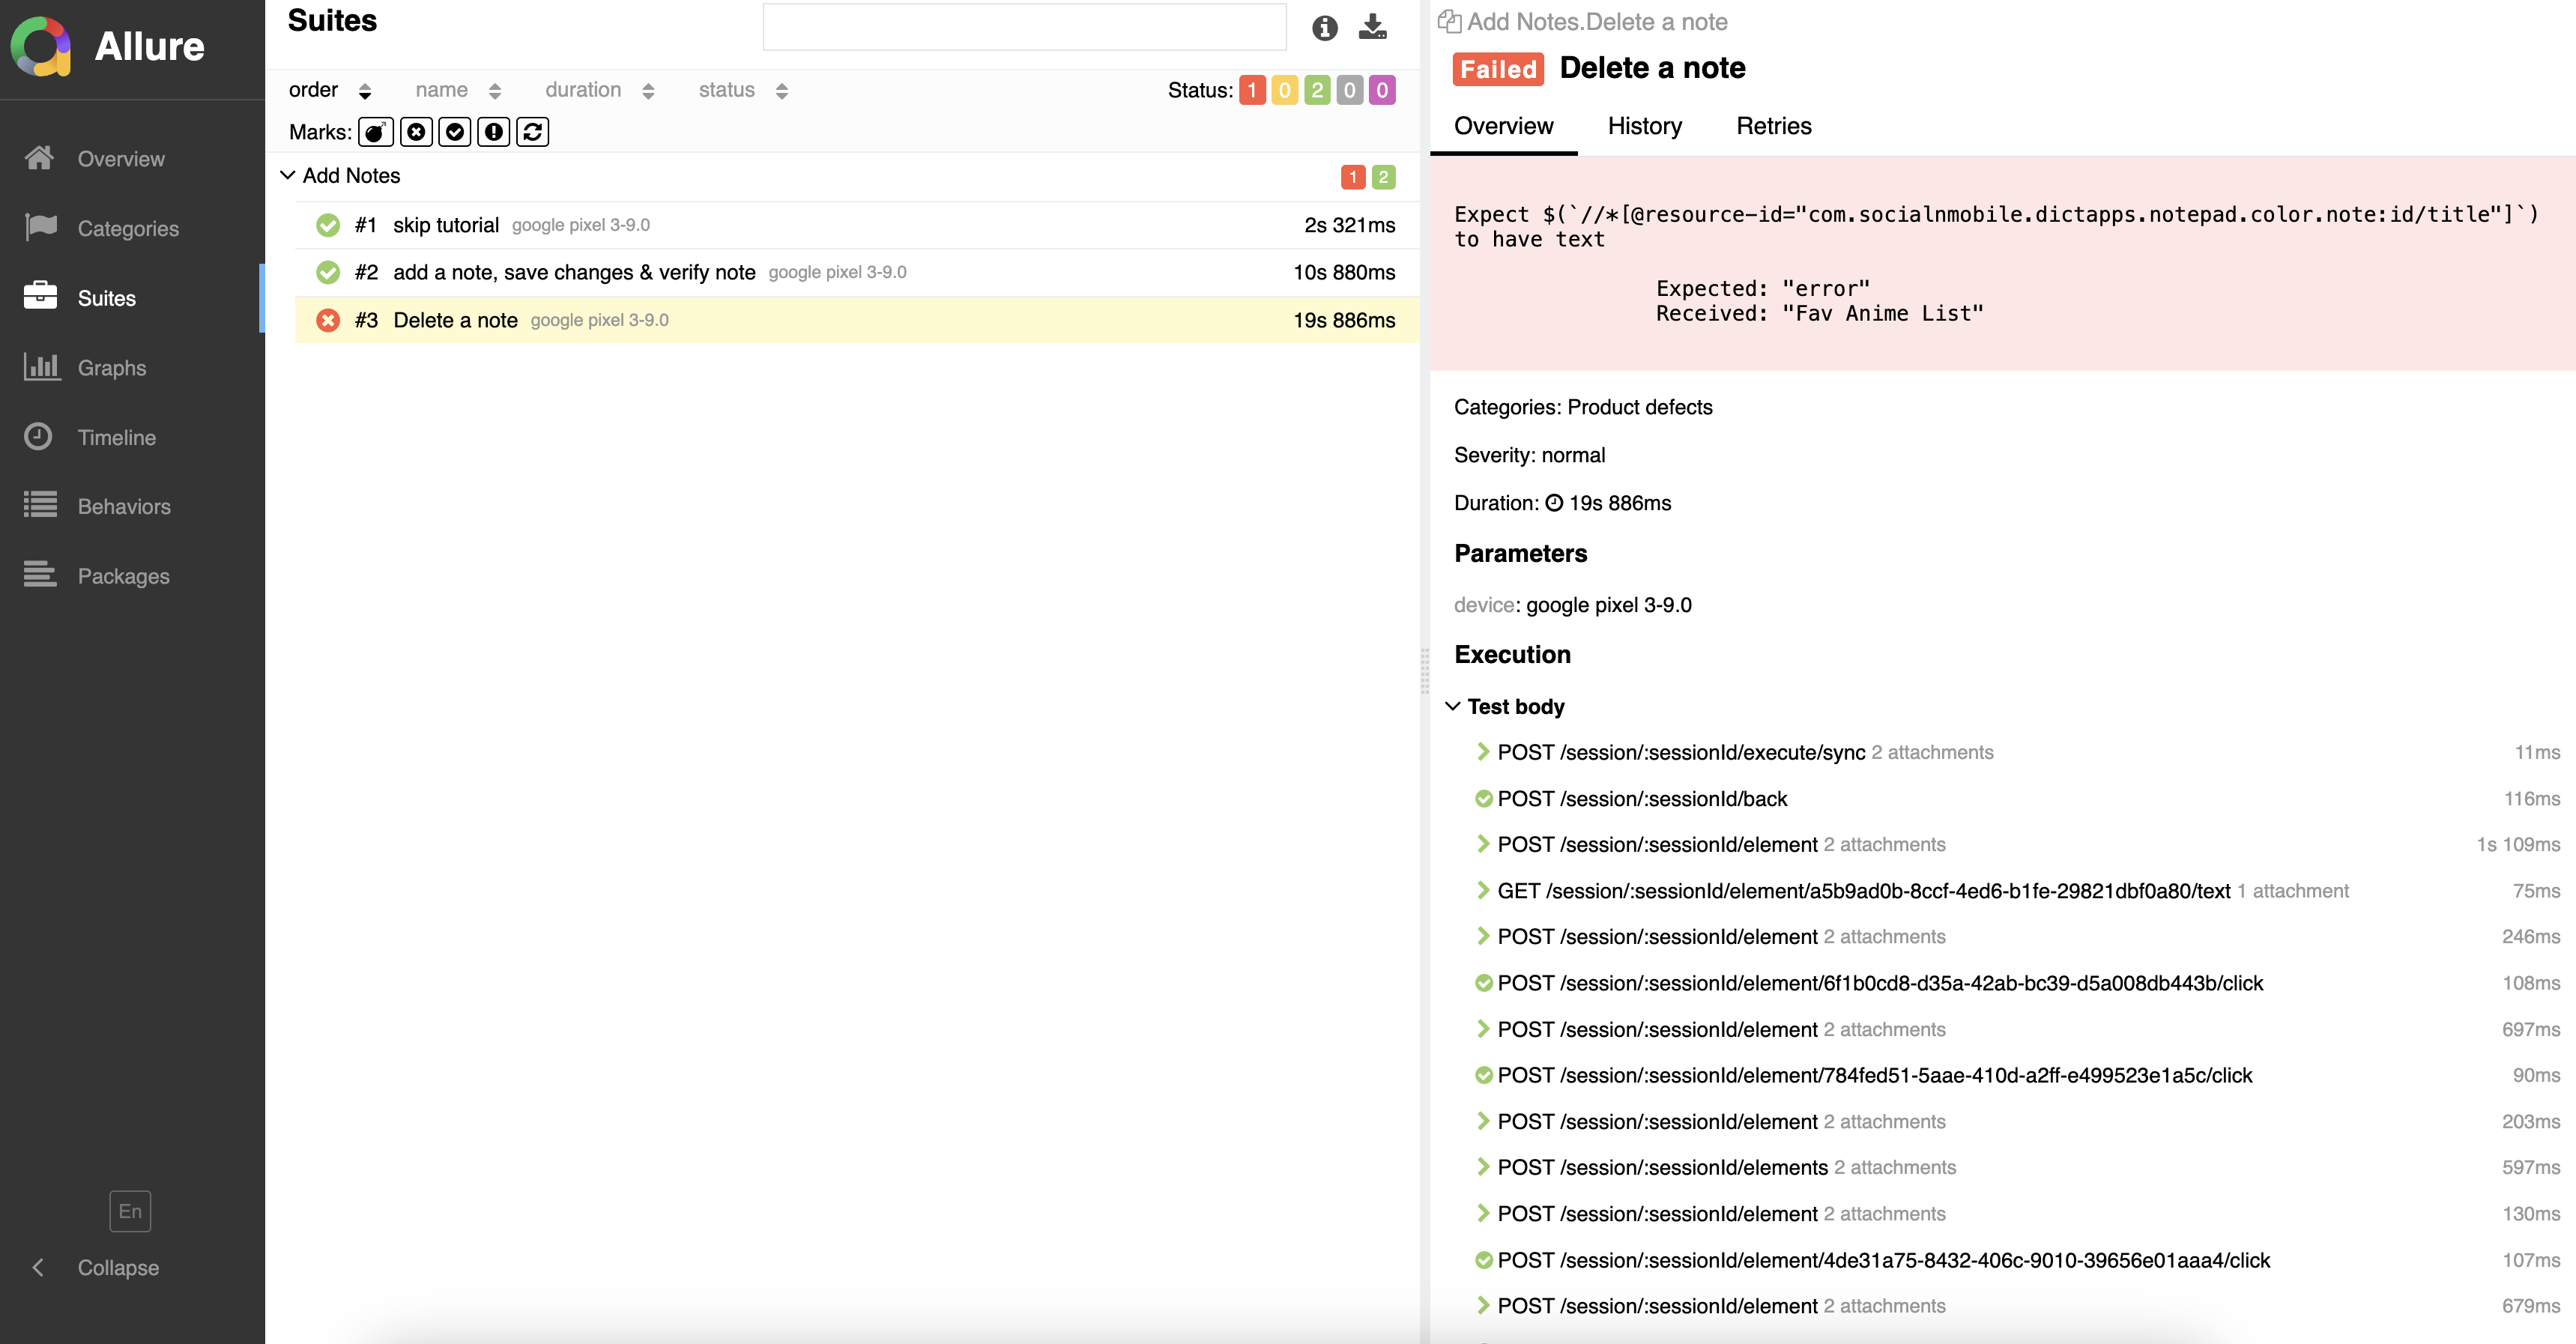 Allure
Overview
Categories
Suites
Graphs
Timeline
Behaviors
Packages
En
Collapse
Suites
order name duration status
Status: 1 0 2 0 0
Marks:
Add Notes 1 2
#1 skip tutorial google pixel 3-9.0 2s 321ms
#2 add a note, save changes & verify note google pixel 3-9.0 10s 880ms
#3 Delete a note google pixel 3-9.0 19s 886ms
Add Notes.Delete a note
Failed Delete a note
Overview History Retries
Expect $(`//*[@resource-id="com.socialnmobile.dictapps.notepad.color.note:id/title"]`)
to have text
Expected: "error"
Received: "Fav Anime List"
Categories: Product defects
Severity: normal
Duration: 19s 886ms
Parameters
device: google pixel 3-9.0
Execution
Test body
POST /session/:sessionId/execute/sync 2 attachments 11ms
POST /session/:sessionId/back 116ms
POST /session/:sessionId/element 2 attachments 1s 109ms
GET /session/:sessionId/element/a5b9ad0b-8ccf-4ed6-b1fe-29821dbf0a80/text 1 attachment 75ms
POST /session/:sessionId/element 2 attachments 246ms
POST /session/:sessionId/element/6f1b0cd8-d35a-42ab-bc39-d5a008db443b/click 108ms
POST /session/:sessionId/element 2 attachments 697ms
POST /session/:sessionId/element/784fed51-5aae-410d-a2ff-e499523e1a5c/click 90ms
POST /session/:sessionId/element 2 attachments 203ms
POST /session/:sessionId/elements 2 attachments 597ms
POST /session/:sessionId/element 2 attachments 130ms
POST /session/:sessionId/element/4de31a75-8432-406c-9010-39656e01aaa4/click 107ms
POST /session/:sessionId/element 2 attachments 679ms